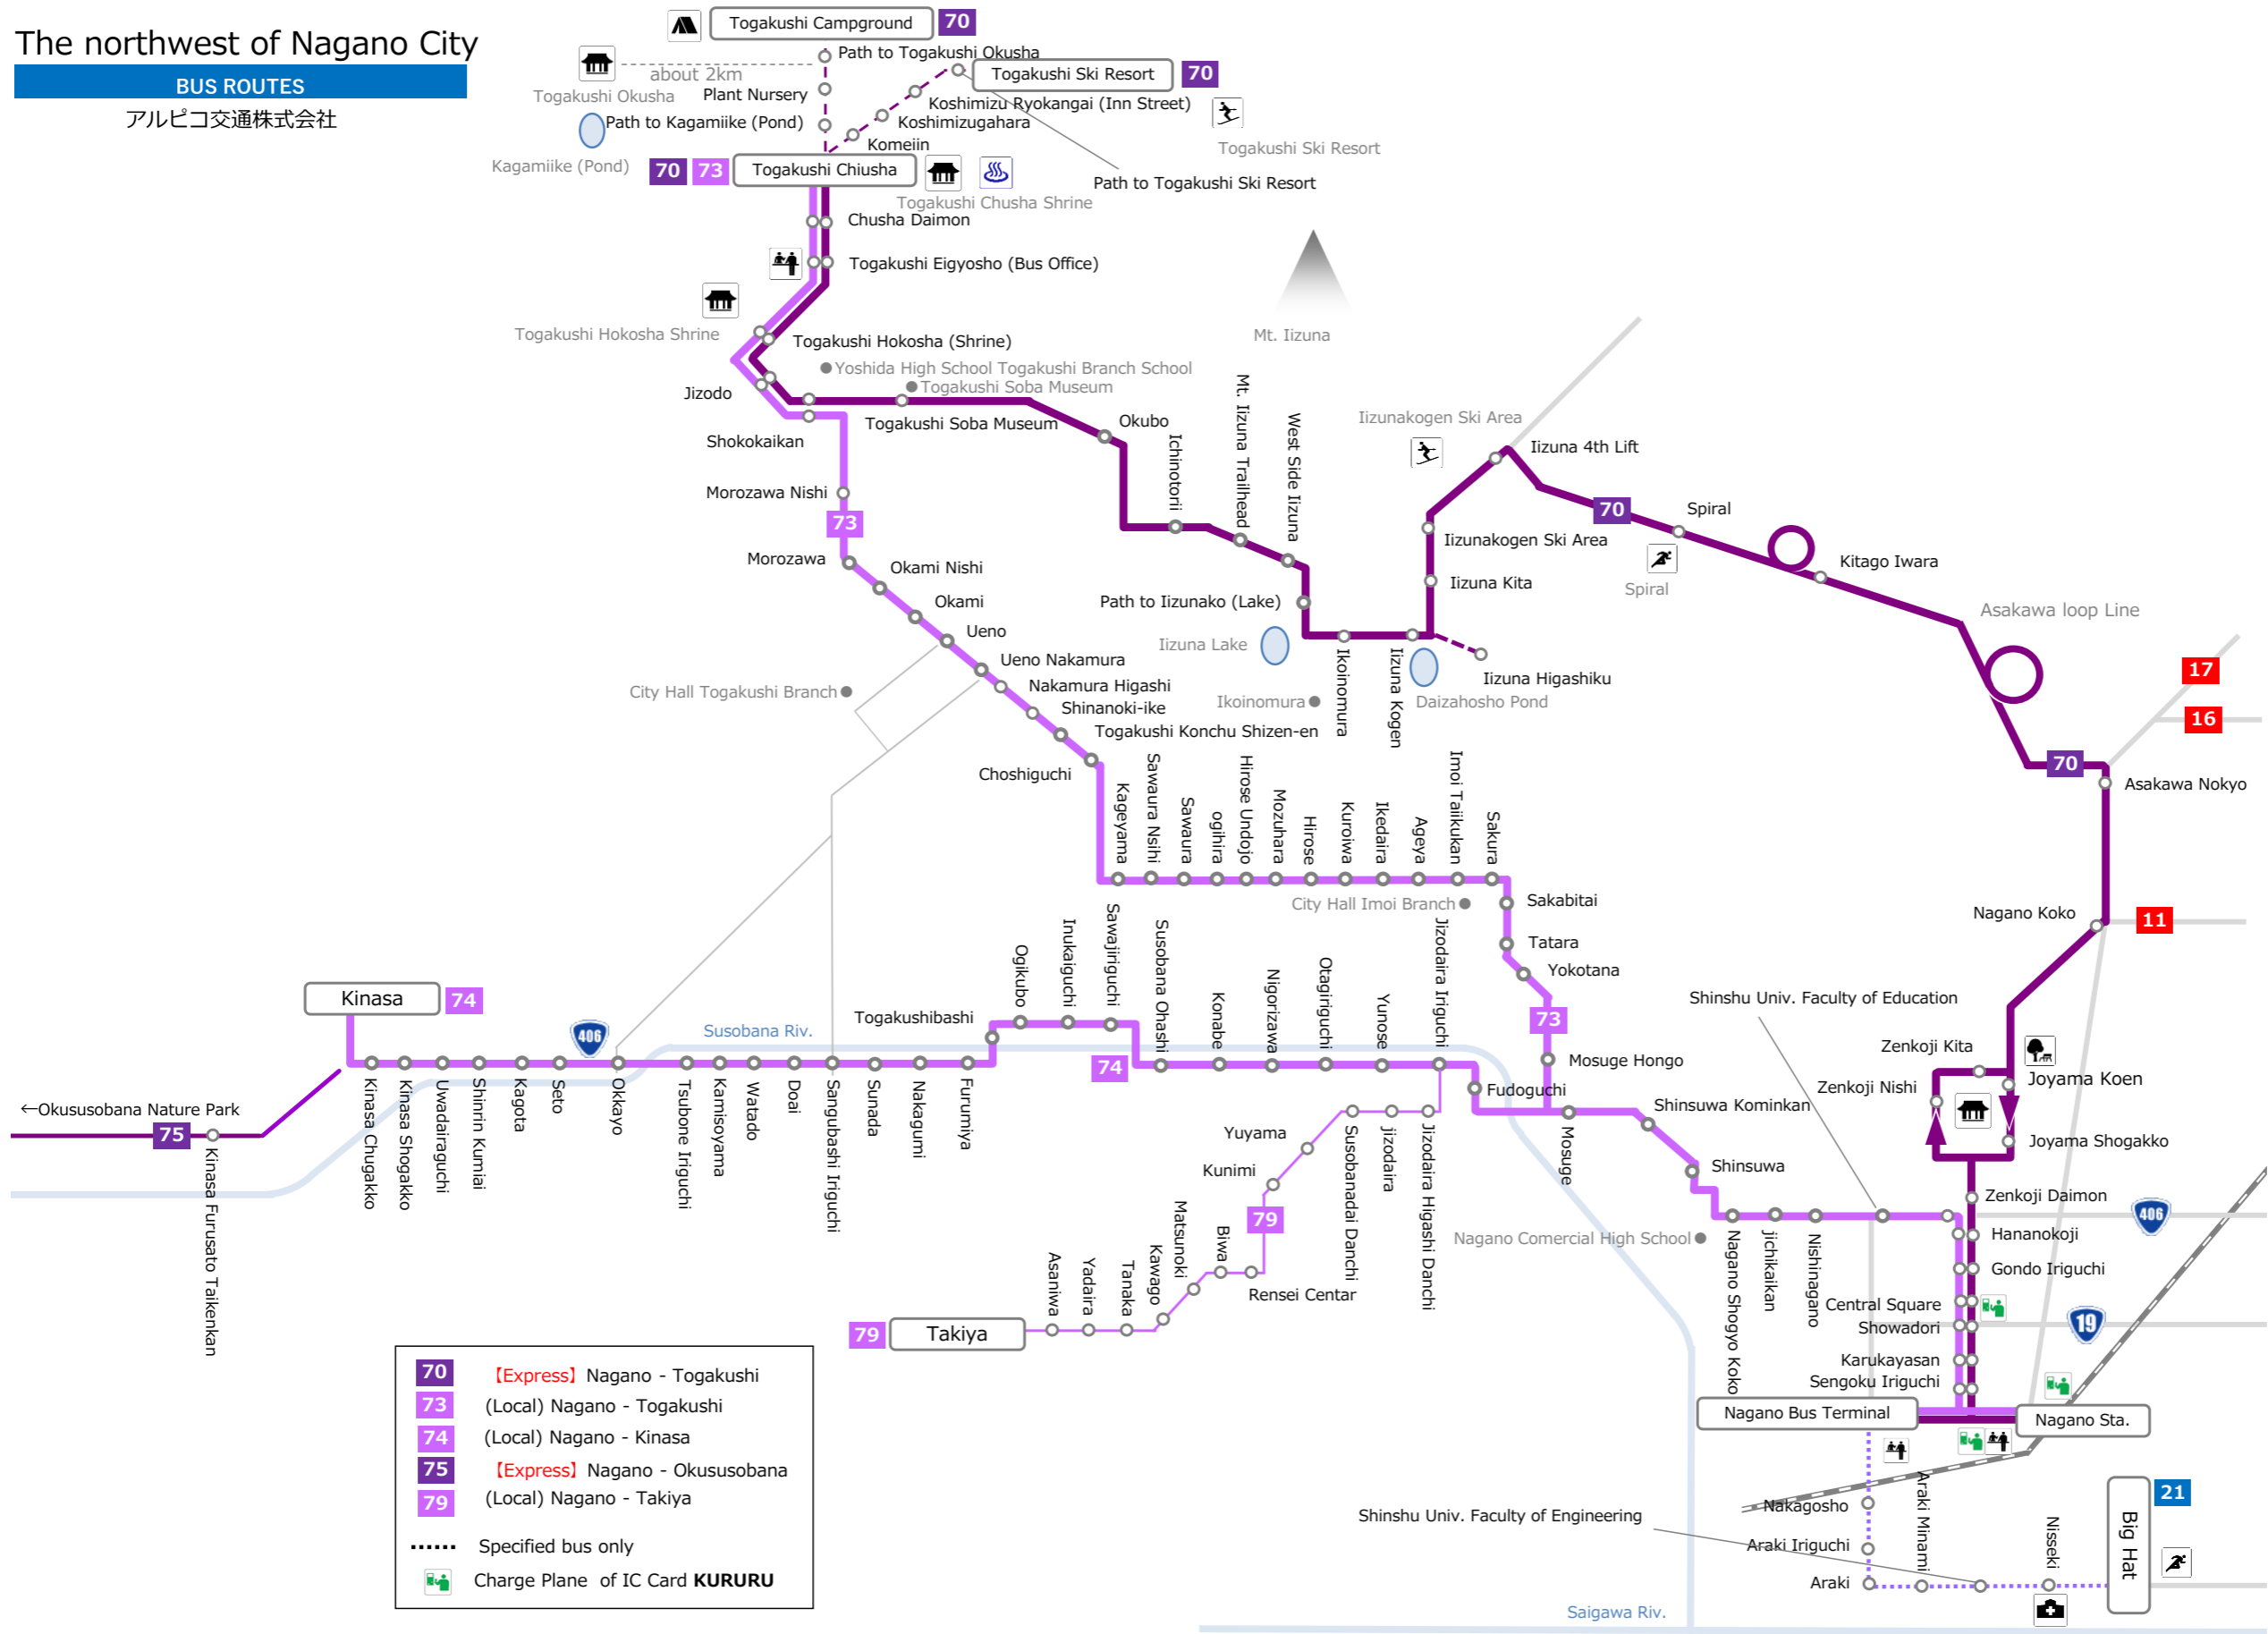 The northwest of Nagano City
BUS ROUTES
アルピコ交通株式会社
Togakushi Campground
70
Path to Togakushi Okusha
about 2km
Togakushi Okusha
Plant Nursery
Togakushi Ski Resort
70
Koshimizu Ryokangai (Inn Street)
Path to Kagamiike (Pond)
Koshimizugahara
Komeiin
Togakushi Ski Resort
Kagamiike (Pond)
70
73
Togakushi Chiusha
Path to Togakushi Ski Resort
Togakushi Chusha Shrine
Chusha Daimon
Togakushi Eigyosho (Bus Office)
Togakushi Hokosha Shrine
Togakushi Hokosha (Shrine)
Mt. Iizuna
Yoshida High School Togakushi Branch School
Togakushi Soba Museum
Jizodo
Togakushi Soba Museum
Shokokaikan
Okubo
Ichinotorii
Mt. Iizuna Trailhead
West Side Iizuna
Iizunakogen Ski Area
Iizuna 4th Lift
Morozawa Nishi
73
70
Spiral
Iizunakogen Ski Area
Morozawa
Okami Nishi
Kitago Iwara
Iizuna Kita
Spiral
Okami
Path to Iizunako (Lake)
Asakawa loop Line
Ueno
Iizuna Lake
Ueno Nakamura
Ikoinomura
Iizuna Kogen
Iizuna Higashiku
17
City Hall Togakushi Branch
Nakamura Higashi
Ikoinomura
Daizahosho Pond
Shinanoki-ike
16
Togakushi Konchu Shizen-en
70
Choshiguchi
Asakawa Nokyo
Kageyama
Sawaura Nsihi
Sawaura
ogihira
Hirose Undojo
Mozuhara
Hirose
Kuroiwa
Ikedaira
Ageya
Imoi Taiikukan
Sakura
City Hall Imoi Branch
Sakabitai
Nagano Koko
11
Tatara
Yokotana
Kinasa
74
406
Susobana Riv.
Togakushibashi
Ogikubo
Inukaiguchi
Sawajiriguchi
Susobana Ohashi
Konabe
Nigorizawa
Otagiriguchi
Yunose
Jizodaira Iriguchi
Shinshu Univ. Faculty of Education
73
Zenkoji Kita
74
Mosuge Hongo
Joyama Koen
Fudoguchi
Zenkoji Nishi
Shinsuwa Kominkan
←Okususobana Nature Park
75
Kinasa Furusato Taikenkan
Kinasa Chugakko
Kinasa Shogakko
Uwadairaguchi
Shinrin Kumiai
Kagota
Seto
Okkayo
Tsubone Iriguchi
Kamisoyama
Watado
Doai
Sangubashi Iriguchi
Sunada
Nakagumi
Furumiya
Yuyama
Kunimi
Susobanadai Danchi
jizodaira
Jizodaira Higashi Danchi
Mosuge
Joyama Shogakko
Shinsuwa
Zenkoji Daimon
79
406
Matsunoki
Biwa
Nagano Comercial High School
Nagano Shogyo Koko
jichikaikan
Nishinagano
Hananokoji
Gondo Iriguchi
Asaniwa
Yadaira
Tanaka
Kawago
Rensei Centar
Central Square
Showadori
19
79
Takiya
Karukayasan
Sengoku Iriguchi
70
【Express】 Nagano - Togakushi
73
(Local) Nagano - Togakushi
74
(Local) Nagano - Kinasa
75
【Express】 Nagano - Okususobana
79
(Local) Nagano - Takiya
Specified bus only
Charge Plane of IC Card KURURU
Nagano Bus Terminal
Nagano Sta.
Nakagosho
Araki Minami
21
Shinshu Univ. Faculty of Engineering
Nisseki
Big Hat
Araki Iriguchi
Araki
Saigawa Riv.